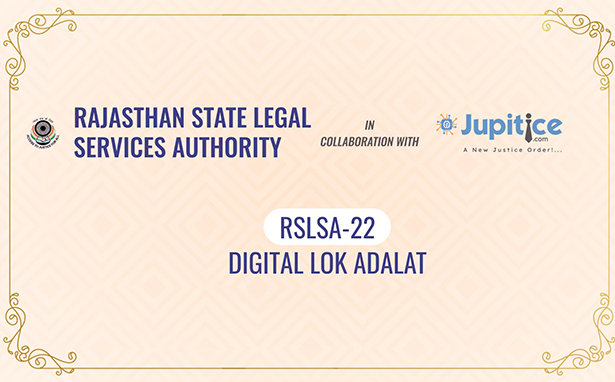 RAJASTHAN STATE LEGAL
SERVICES AUTHORITY
IN
COLLABORATION WITH
Jupitice
.com
A New Justice Order!...
RSLSA-22
DIGITAL LOK ADALAT